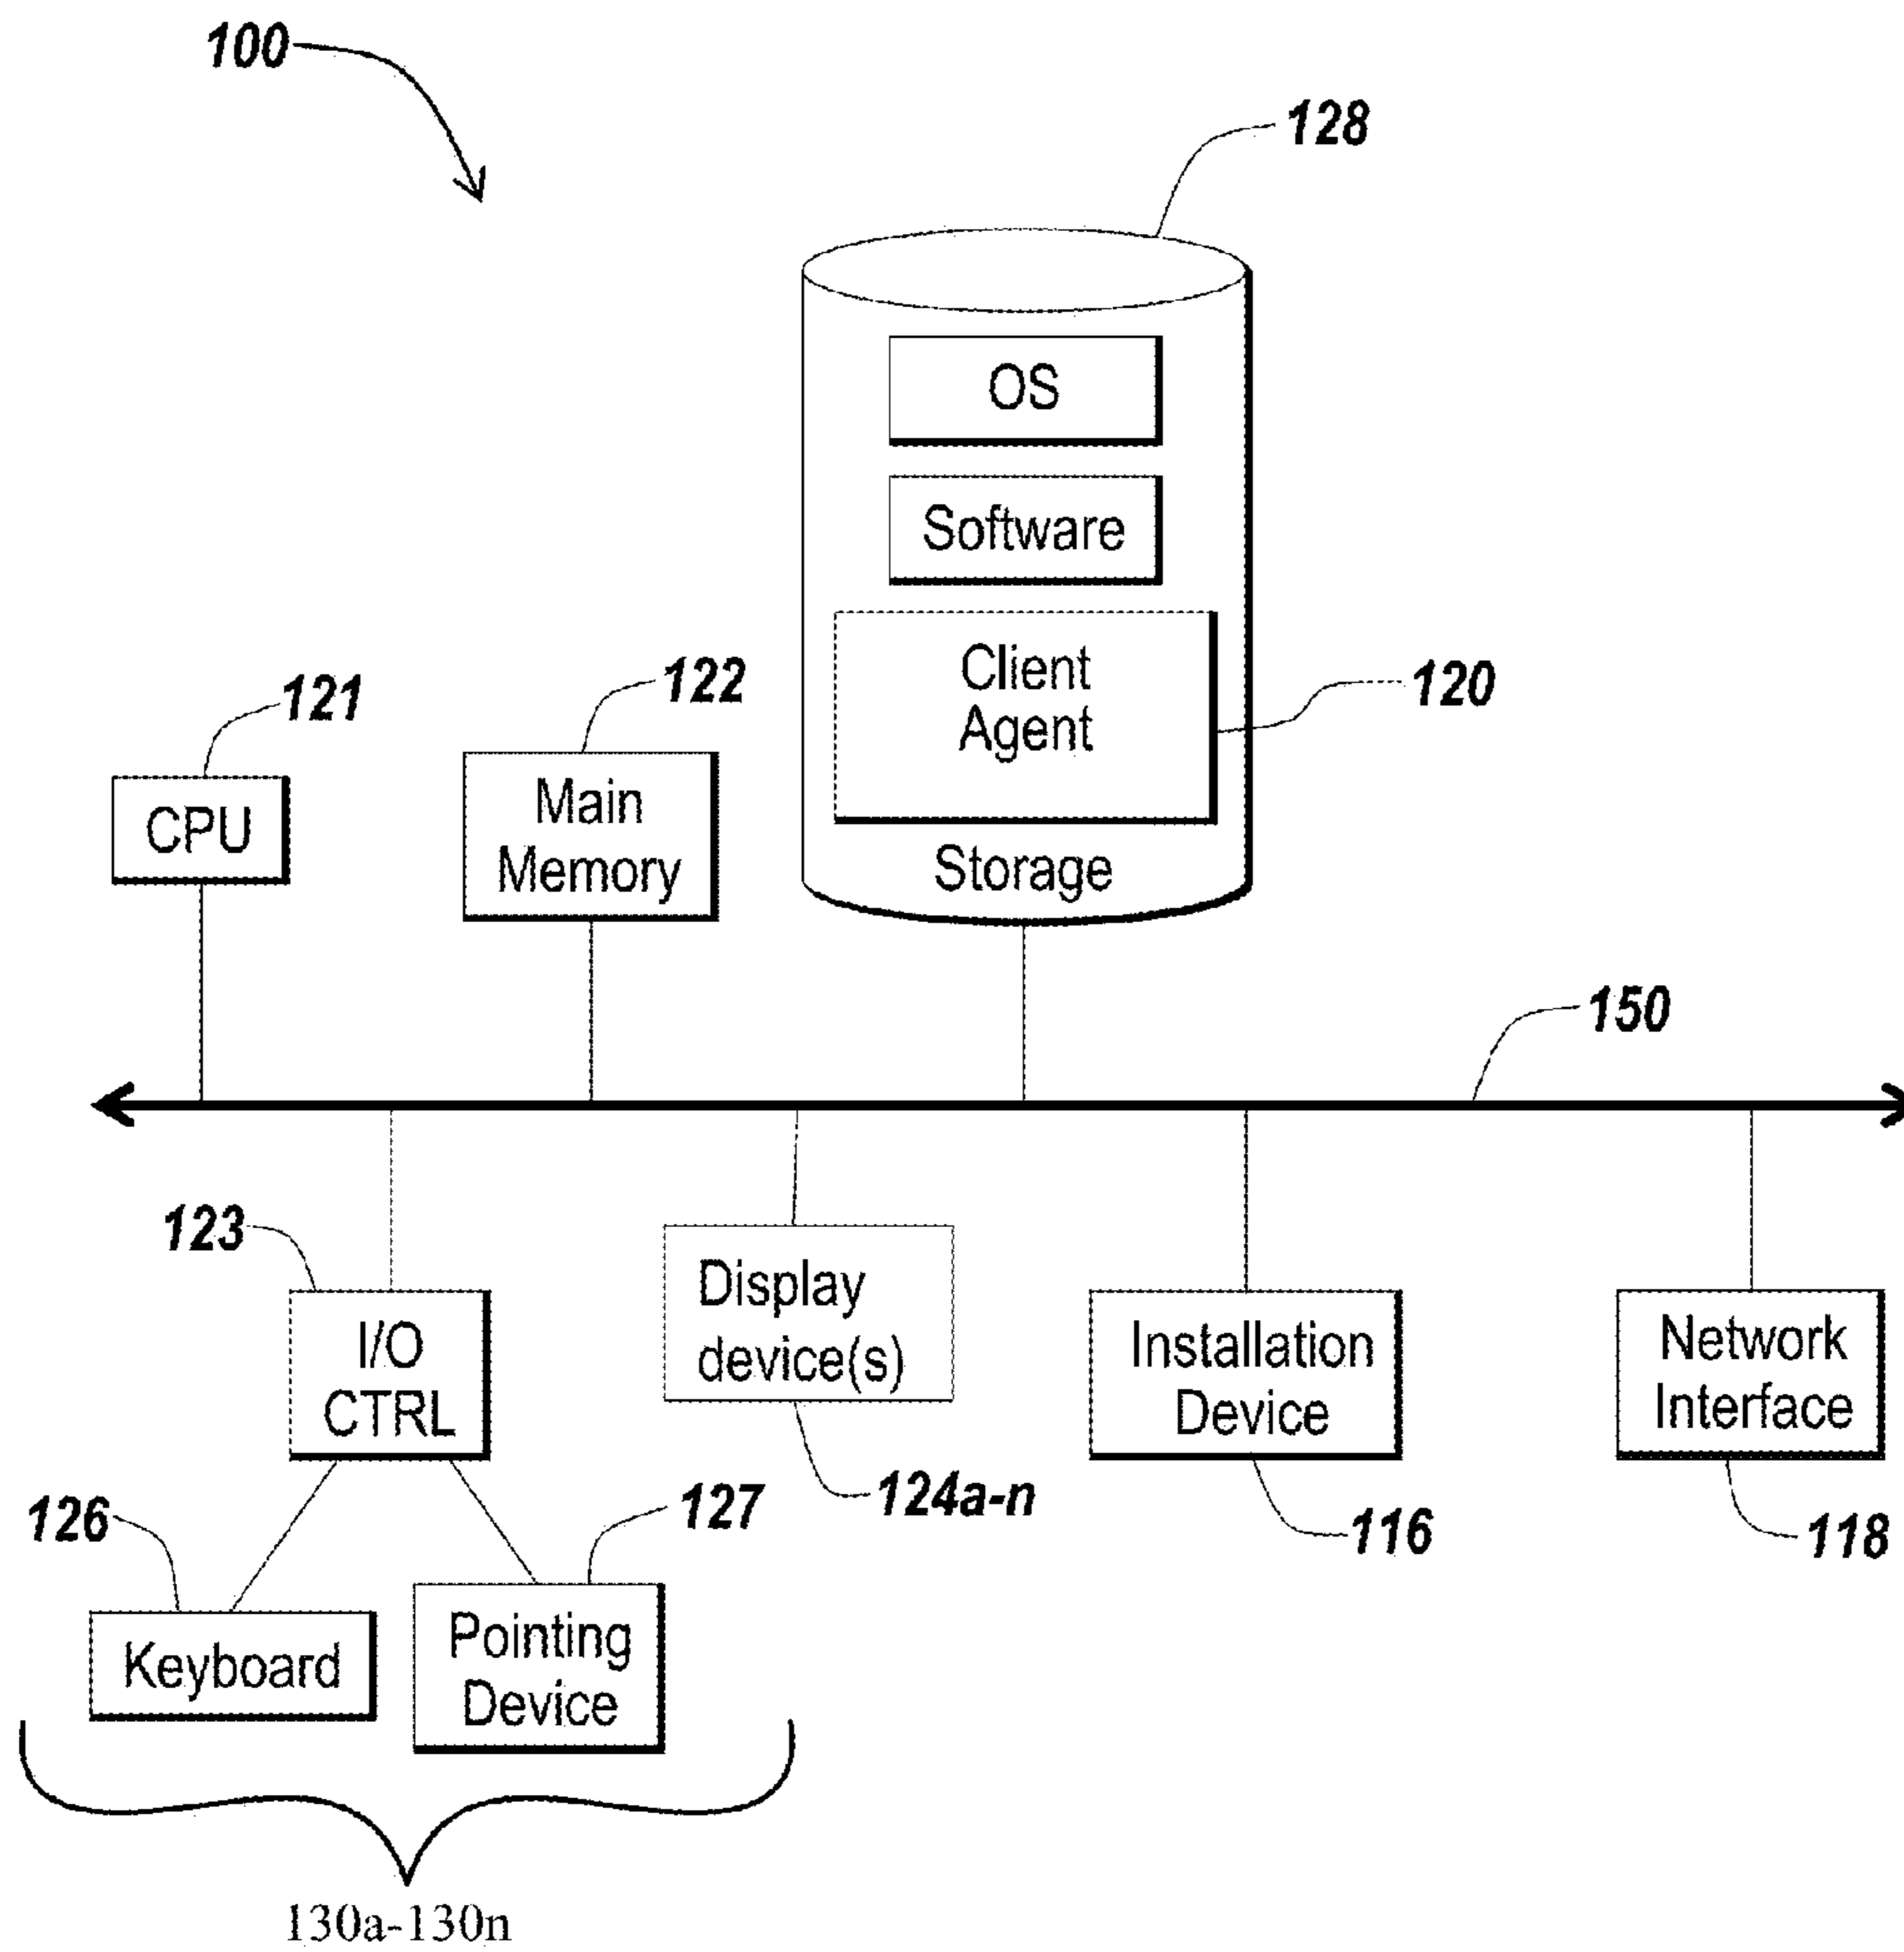 100
128
OS
Software
Client
Agent
120
Storage
121
CPU
122
Main
Memory
150
123
I/O
CTRL
Display
device(s)
124a-n
Installation
Device
116
Network
Interface
118
126
Keyboard
127
Pointing
Device
130a-130n